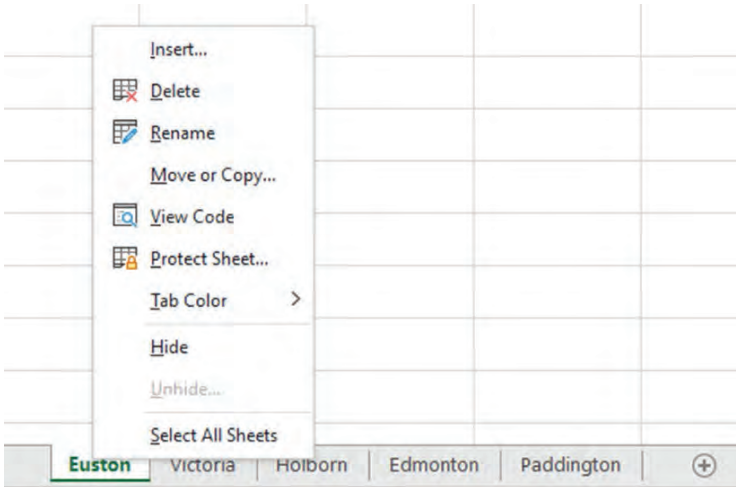 Insert...
Delete
Rename
Move or Copy...
View Code
Protect Sheet...
Tab Color
Hide
Unhide...
Select All Sheets
Euston Victoria Holborn Edmonton Paddington